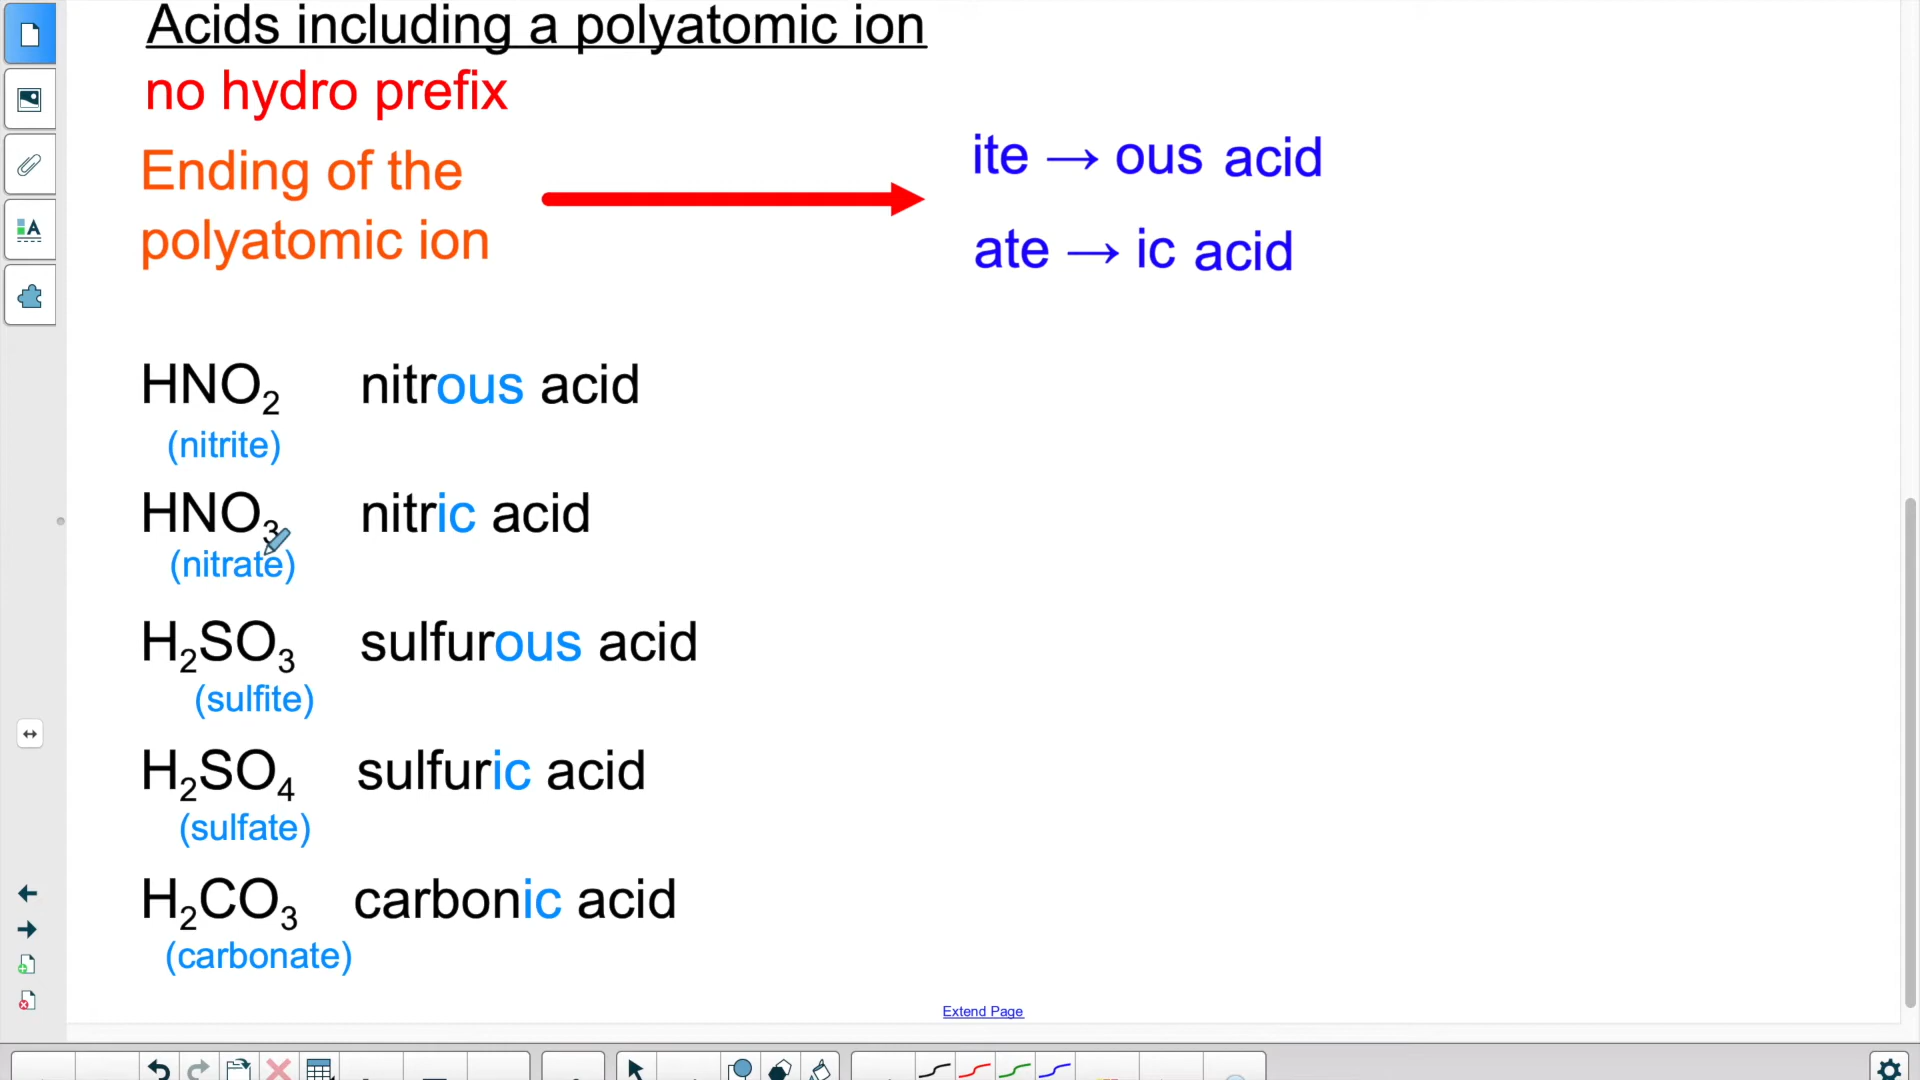 Acids including a polyatomic ion
no hydro prefix
Ending of the
polyatomic ion
ite → ous acid
ate → ic acid
HNO₂ nitrous acid
(nitrite)
HNO₃ nitric acid
(nitrate)
H₂SO₃ sulfurous acid
(sulfite)
H₂SO₄ sulfuric acid
(sulfate)
H₂CO₃ carbonic acid
(carbonate)
Extend Page